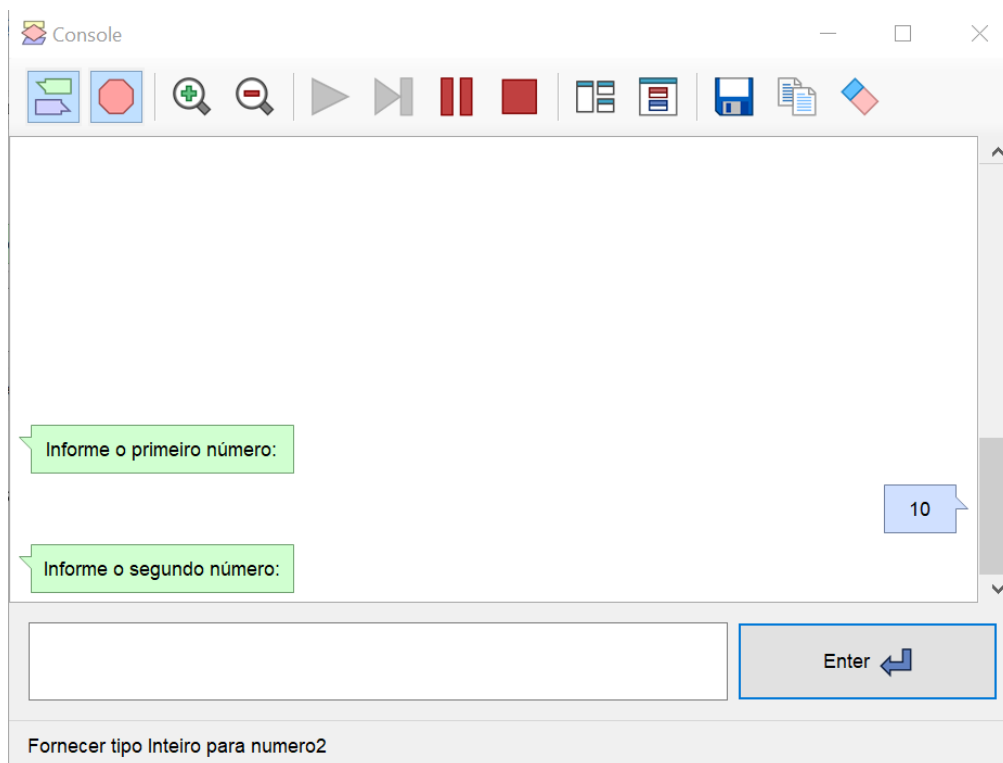 Console
Informe o primeiro número:
10
Informe o segundo número:
Enter
Fornecer tipo Inteiro para numero2